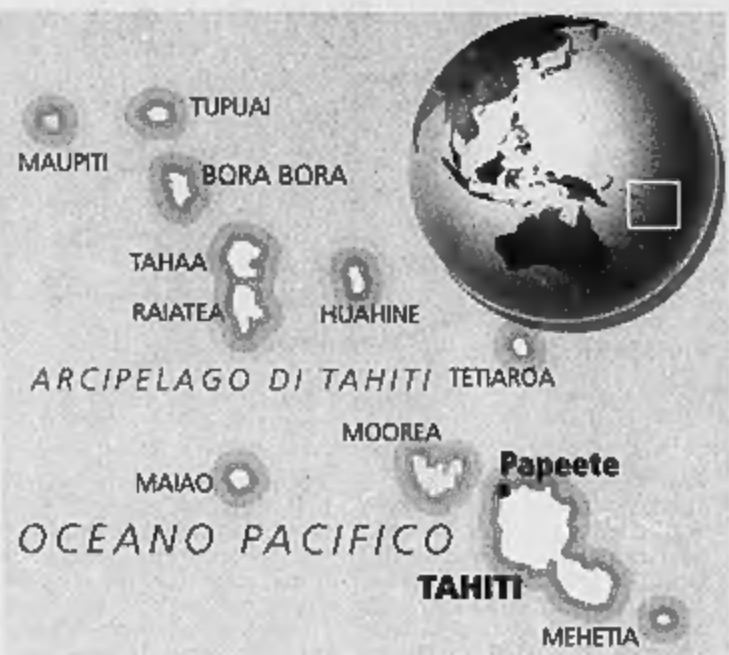 TUPUAI
MAUPITI
BORA BORA
TAHAA
RAIATEA
HUAHINE
ARCIPELAGO DI TAHITI
TETIAROA
MOOREA
Papeete
MAIAO
OCEANO PACIFICO
TAHITI
MEHETIA